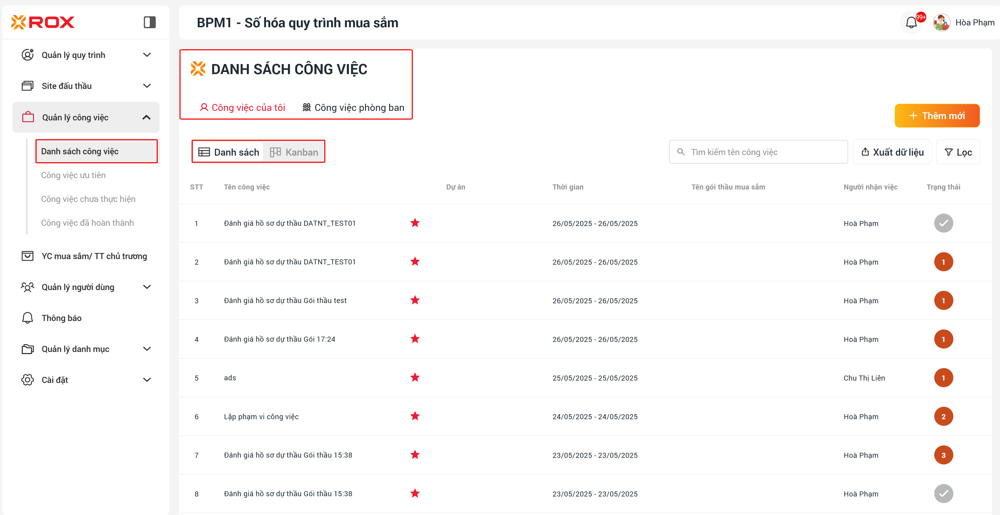 ROX
BPM1 - Số hóa quy trình mua sắm
99+
Hòa Phạm
Quản lý quy trình
Site đấu thầu
Quản lý công việc
Danh sách công việc
Công việc ưu tiên
Công việc chưa thực hiện
Công việc đã hoàn thành
YC mua sắm/ TT chủ trương
Quản lý người dùng
Thông báo
Quản lý danh mục
Cài đặt
DANH SÁCH CÔNG VIỆC
Công việc của tôi Công việc phòng ban
Thêm mới
Danh sách Kanban
Tìm kiếm tên công việc Xuất dữ liệu Lọc
STT Tên công việc Dự án Thời gian Tên gói thầu mua sắm Người nhận việc Trạng thái
1 Đánh giá hồ sơ dự thầu DATNT_TEST01 26/05/2025 - 26/05/2025 Hoà Phạm
2 Đánh giá hồ sơ dự thầu DATNT_TEST01 26/05/2025 - 26/05/2025 Hoà Phạm 1
3 Đánh giá hồ sơ dự thầu Gói thầu test 26/05/2025 - 26/05/2025 Hoà Phạm 1
4 Đánh giá hồ sơ dự thầu Gói 17:24 26/05/2025 - 26/05/2025 Hoà Phạm 1
5 ads 25/05/2025 - 25/05/2025 Chu Thị Liên 1
6 Lập phạm vi công việc 24/05/2025 - 24/05/2025 Hoà Phạm 2
7 Đánh giá hồ sơ dự thầu Gói thầu 15:38 23/05/2025 - 23/05/2025 Hoà Phạm 3
8 Đánh giá hồ sơ dự thầu Gói thầu 15:38 23/05/2025 - 23/05/2025 Hoà Phạm